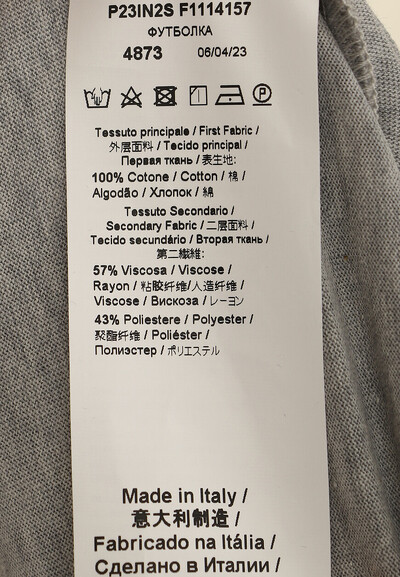 P23IN2S F1114157
ФУТБОЛКА
4873 06/04/23
Tessuto principale / First Fabric /
外层面料 / Tecido principal /
Первая ткань / 表生地:
100% Cotone / Cotton / 棉 /
Algodão / Хлопок / 綿
Tessuto Secondario /
Secondary Fabric / 二层面料 /
Tecido secundário / Вторая ткань /
第二繊維:
57% Viscosa / Viscose /
Rayon / 粘胶纤维/人造纤维 /
Viscose / Вискоза / レーヨン
43% Poliestere / Polyester /
聚酯纤维 / Poliéster /
Полиэстер / ポリエステル
Made in Italy /
意大利制造 /
Fabricado na Itália /
Сделано в Италии /